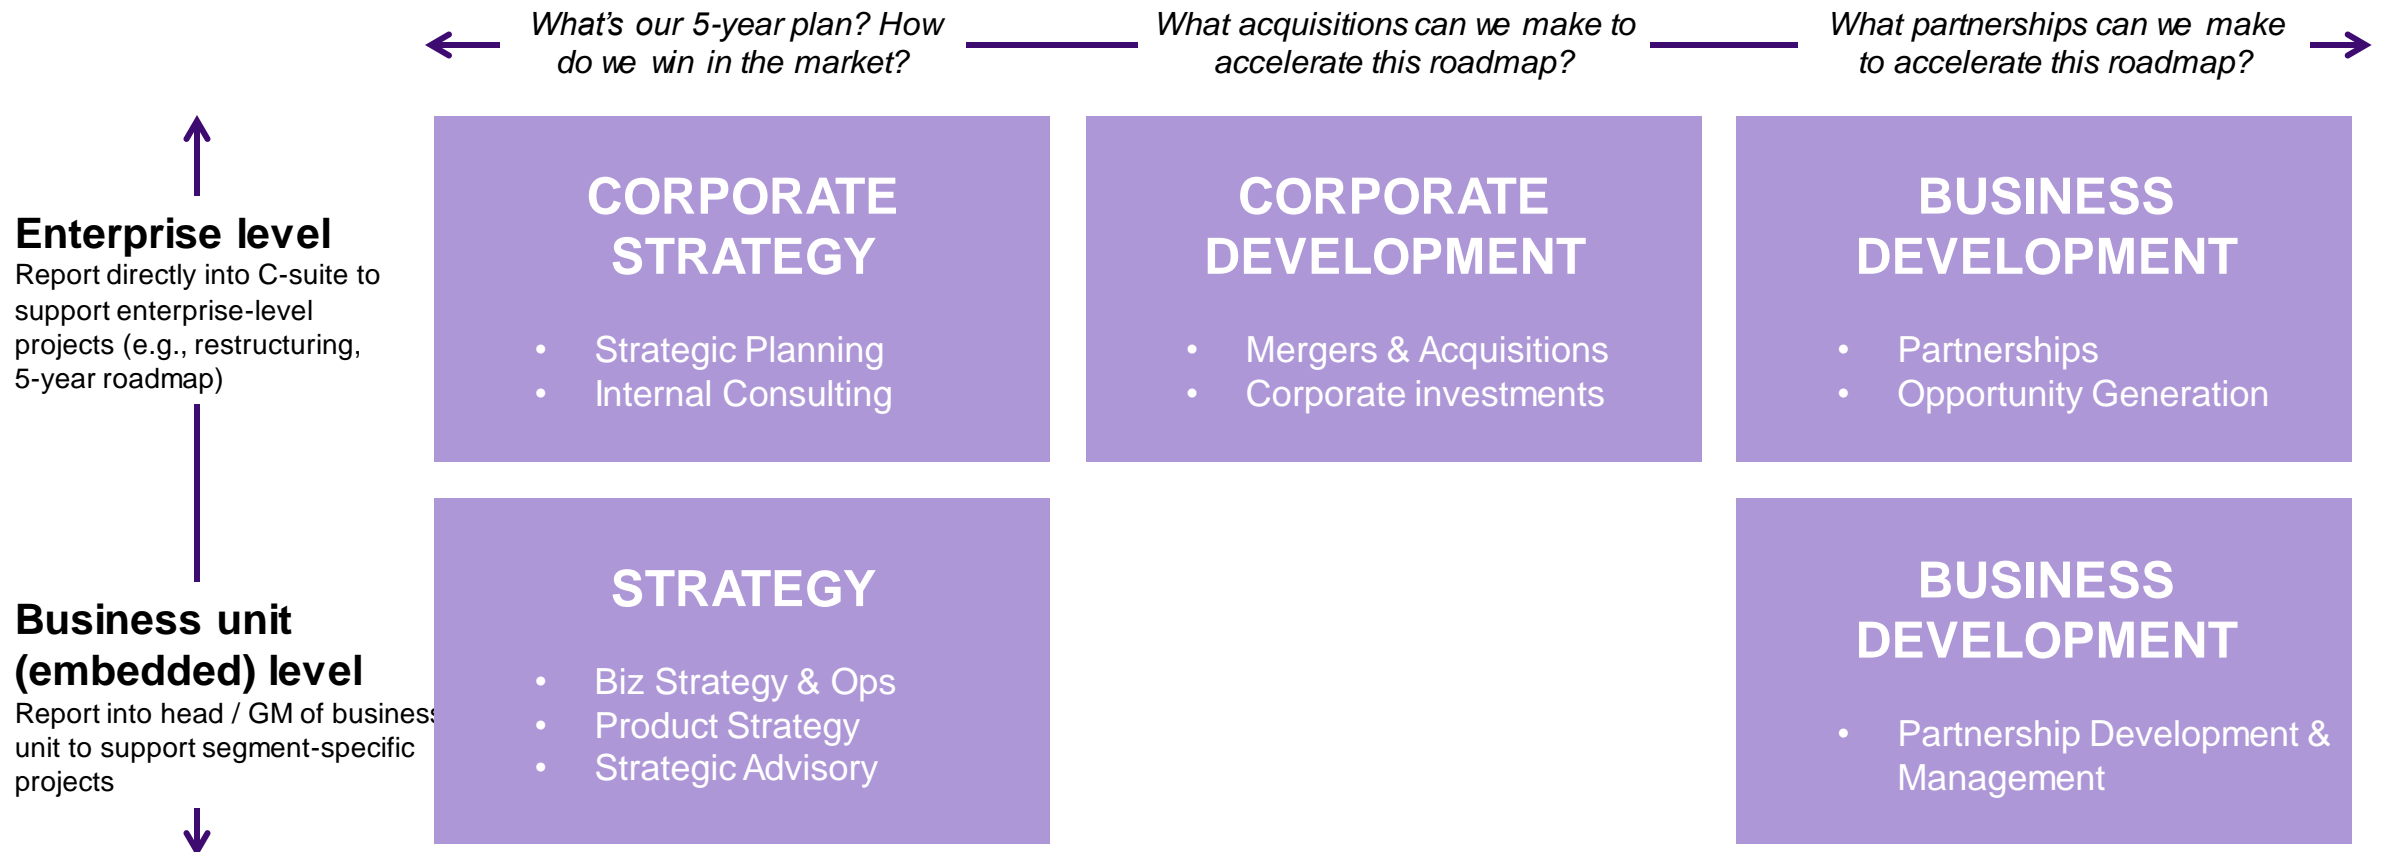 What's our 5-year plan? How
do we win in the market?
What acquisitions can we make to
accelerate this roadmap?
What partnerships can we make
to accelerate this roadmap?
Enterprise level
Report directly into C-suite to
support enterprise-level
projects (e.g., restructuring,
5-year roadmap)
CORPORATE
STRATEGY
• Strategic Planning
• Internal Consulting
CORPORATE
DEVELOPMENT
• Mergers & Acquisitions
• Corporate investments
BUSINESS
DEVELOPMENT
• Partnerships
• Opportunity Generation
Business unit
(embedded) level
Report into head / GM of business
unit to support segment-specific
projects
STRATEGY
• Biz Strategy & Ops
• Product Strategy
• Strategic Advisory
BUSINESS
DEVELOPMENT
• Partnership Development &
Management